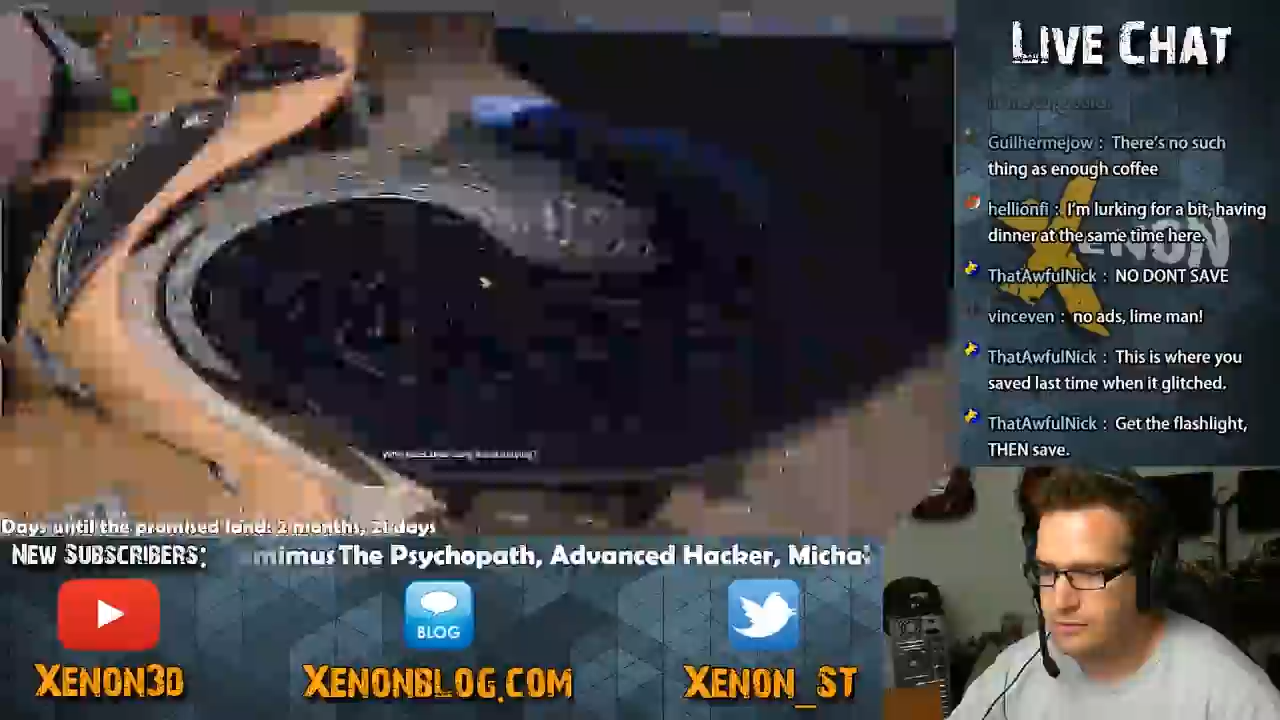 LIVE CHAT
GuilhermeJow : There's no such
thing as enough coffee
hellionfi : I'm lurking for a bit, having
dinner at the same time here.
ThatAwfulNick : NO DONT SAVE
XENON
vinceven : no ads, lime man!
ThatAwfulNick : This is where you
saved last time when it glitched.
ThatAwfulNick : Get the flashlight,
THEN save.
Days until the promised land: 2 months, 21 days
NEW SUBSCRIBERS: mimus The Psychopath, Advanced Hacker, Micha
BLOG
XENON3D
XENONBLOG.COM
XENON_ST